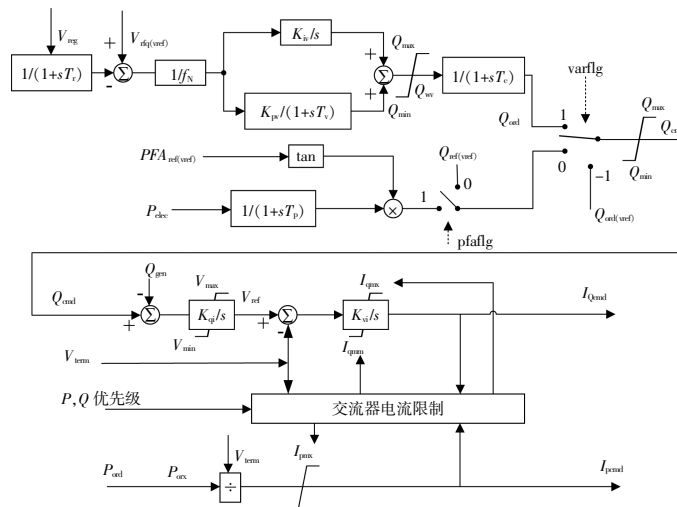 V_reg
V_rfq(vref)
+
-
1/(1+sT_r)
Σ
1/f_N
K_iv/s
K_pv/(1+sT_v)
+
+
Σ
Q_max
Q_min
Q_wv
1/(1+sT_c)
varflg
Q_ord
1
0
-1
Q_max
Q_min
Q_ord(vref)
PFA_ref(vref)
tan
P_elec
1/(1+sT_p)
×
1
0
Q_ref(vref)
pfaflg
Q_cmd
Q_gen
-
+
Σ
V_max
K_qi/s
V_min
V_ref
+
-
Σ
I_qmx
K_vi/s
I_qmm
I_Qcmd
V_term
P,Q 优先级
交流器电流限制
I_pmx
V_term
P_ord
P_orx
÷
I_pcmd